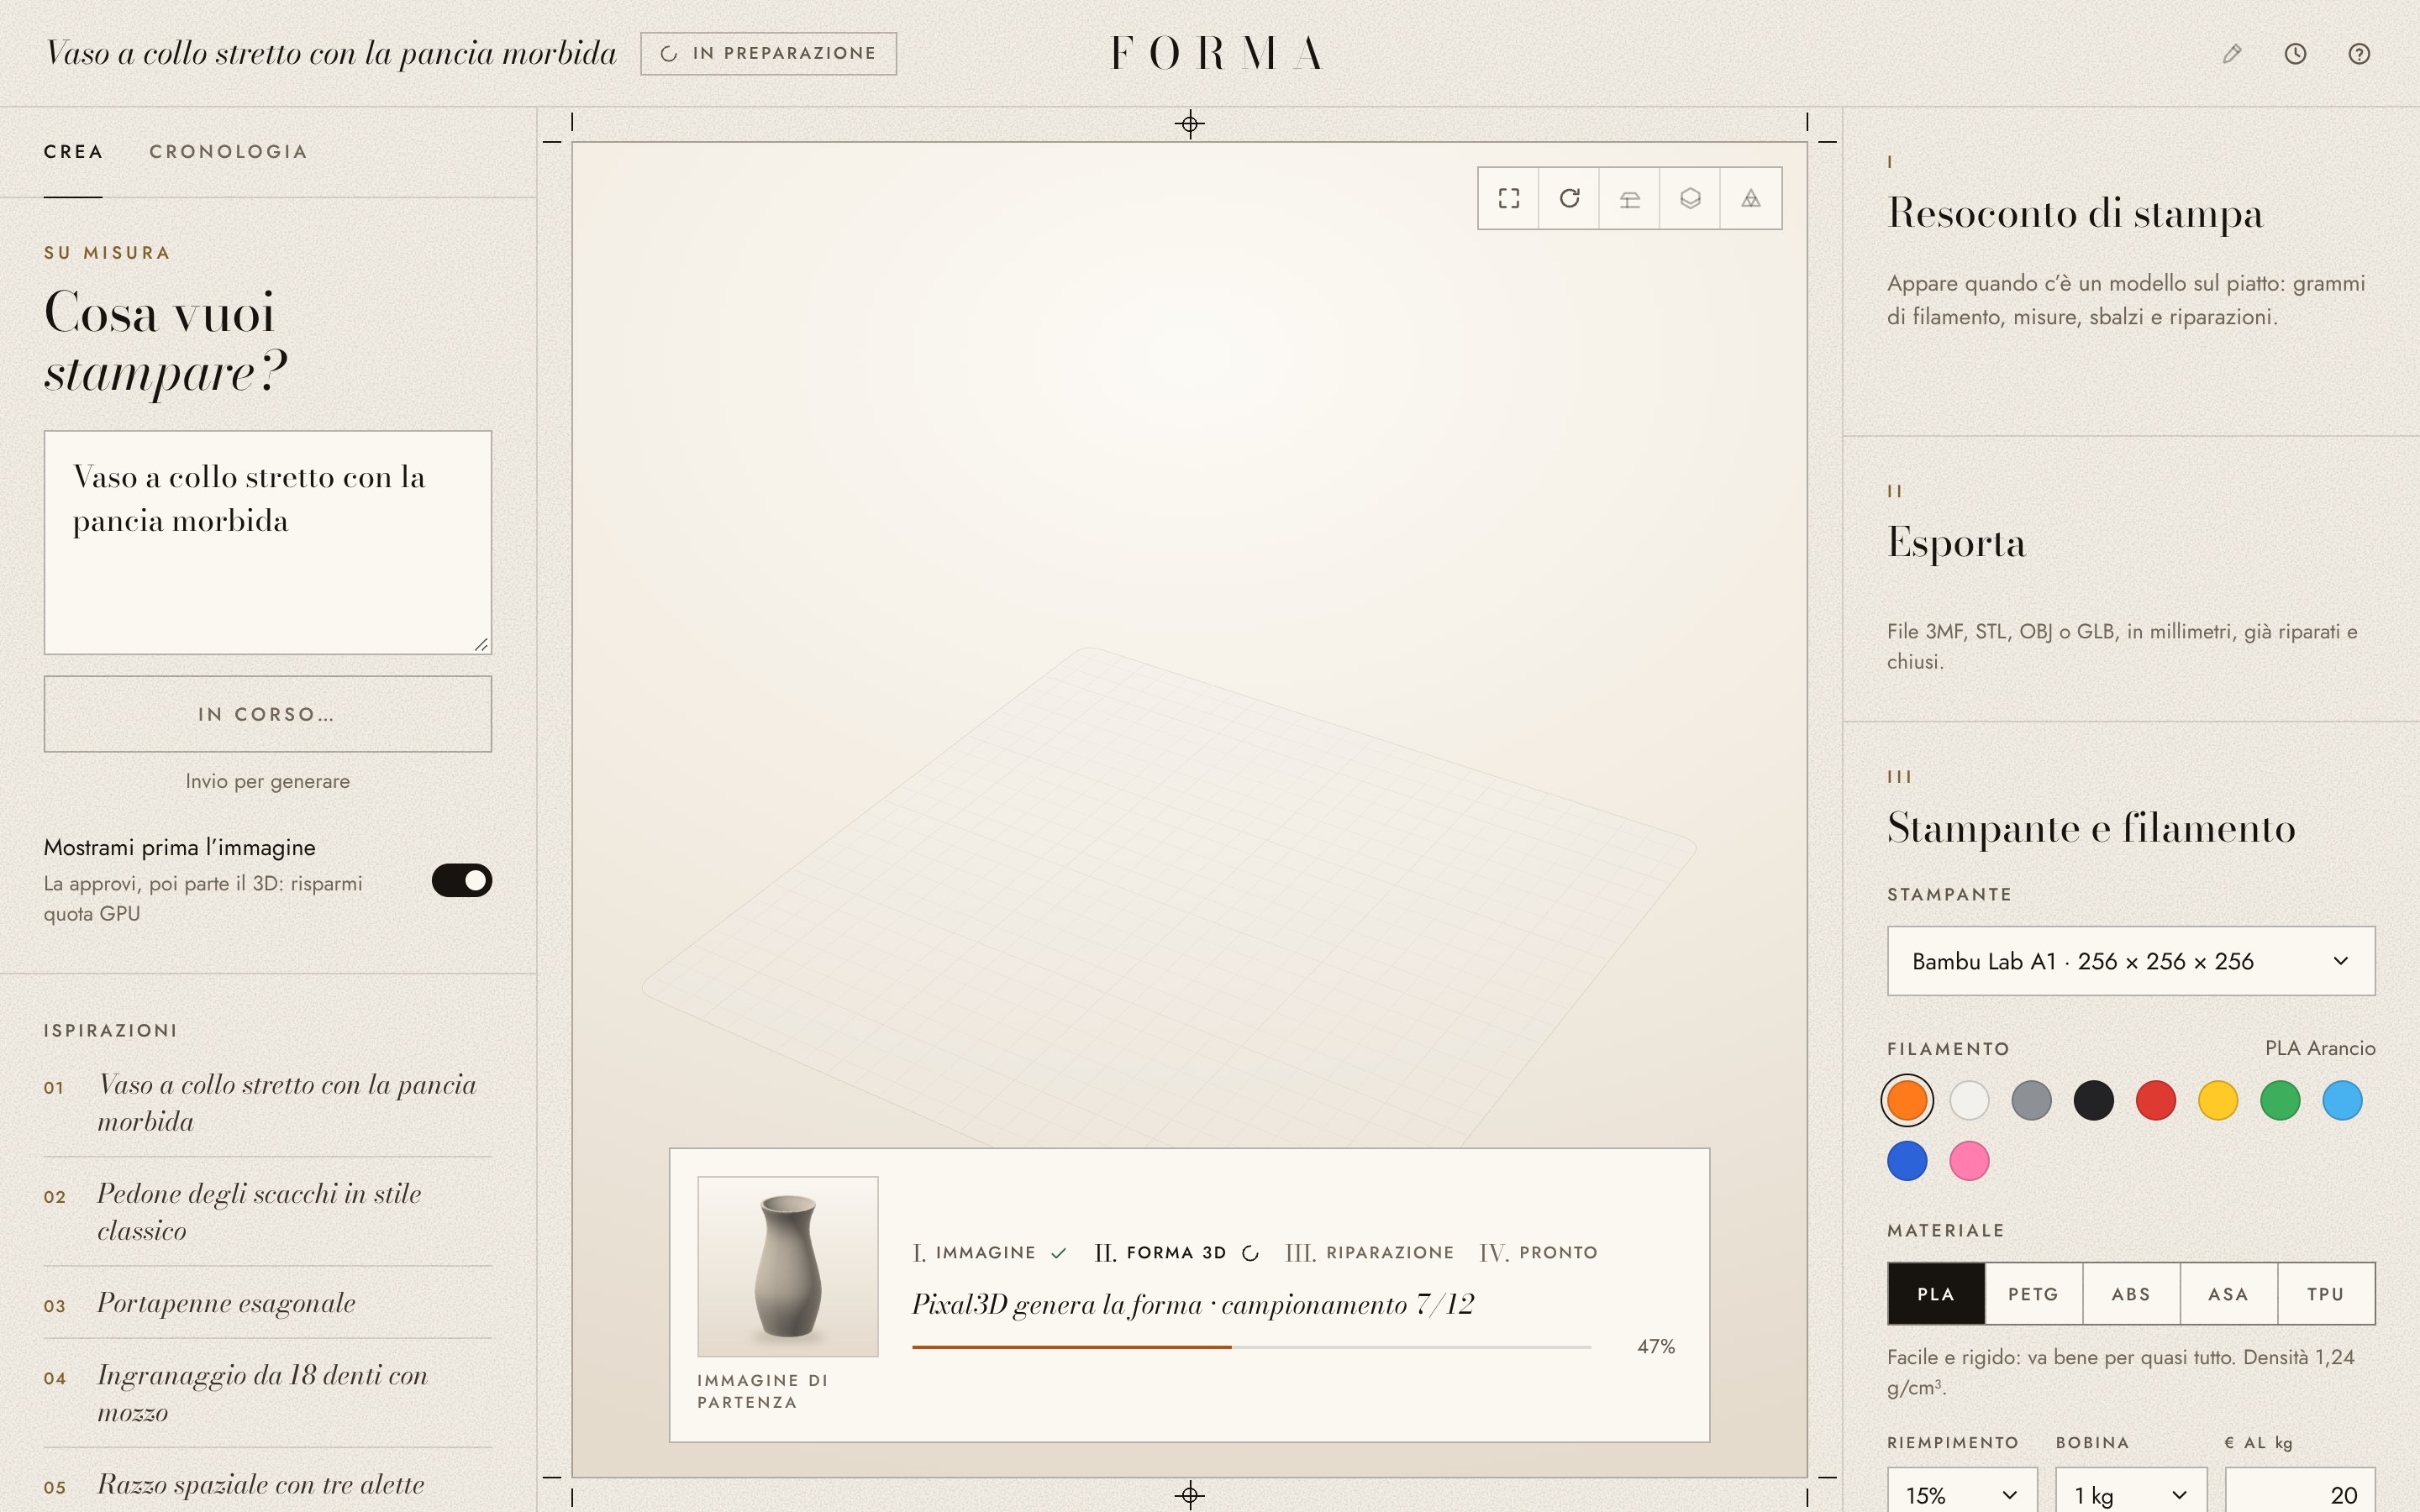 Vaso a collo stretto con la pancia morbida
IN PREPARAZIONE
FORMA
CREA
CRONOLOGIA
SU MISURA
Cosa vuoi
stampare?
Vaso a collo stretto con la
pancia morbida
IN CORSO…
Invio per generare
Mostrami prima l’immagine
La approvi, poi parte il 3D: risparmi
quota GPU
ISPIRAZIONI
01 Vaso a collo stretto con la pancia
morbida
02 Pedone degli scacchi in stile
classico
03 Portapenne esagonale
04 Ingranaggio da 18 denti con
mozzo
05 Razzo spaziale con tre alette
I. IMMAGINE
II. FORMA 3D
III. RIPARAZIONE
IV. PRONTO
Pixal3D genera la forma · campionamento 7/12
47%
IMMAGINE DI
PARTENZA
I
Resoconto di stampa
Appare quando c’è un modello sul piatto: grammi
di filamento, misure, sbalzi e riparazioni.
II
Esporta
File 3MF, STL, OBJ o GLB, in millimetri, già riparati e
chiusi.
III
Stampante e filamento
STAMPANTE
Bambu Lab A1 · 256 × 256 × 256
FILAMENTO
PLA Arancio
MATERIALE
PLA
PETG
ABS
ASA
TPU
Facile e rigido: va bene per quasi tutto. Densità 1,24
g/cm³.
RIEMPIMENTO
BOBINA
€ AL kg
15%
1 kg
20